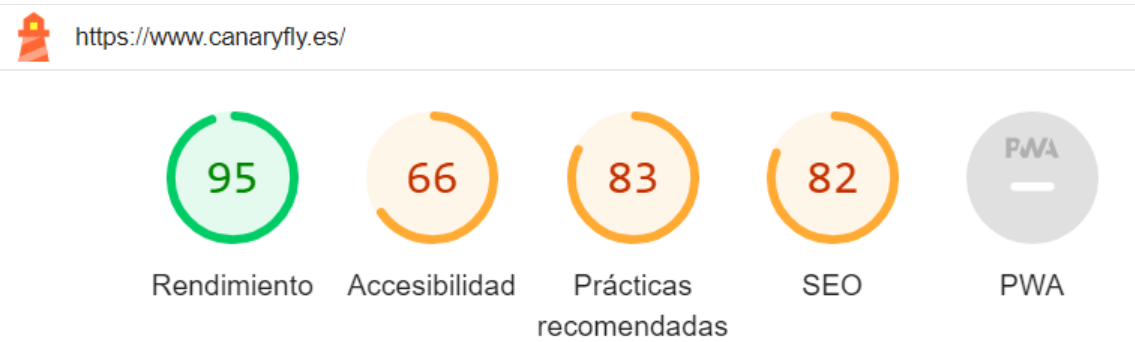 https://www.canaryfly.es/
95 66 83 82 PWA
Rendimiento Accesibilidad Prácticas SEO PWA
recomendadas